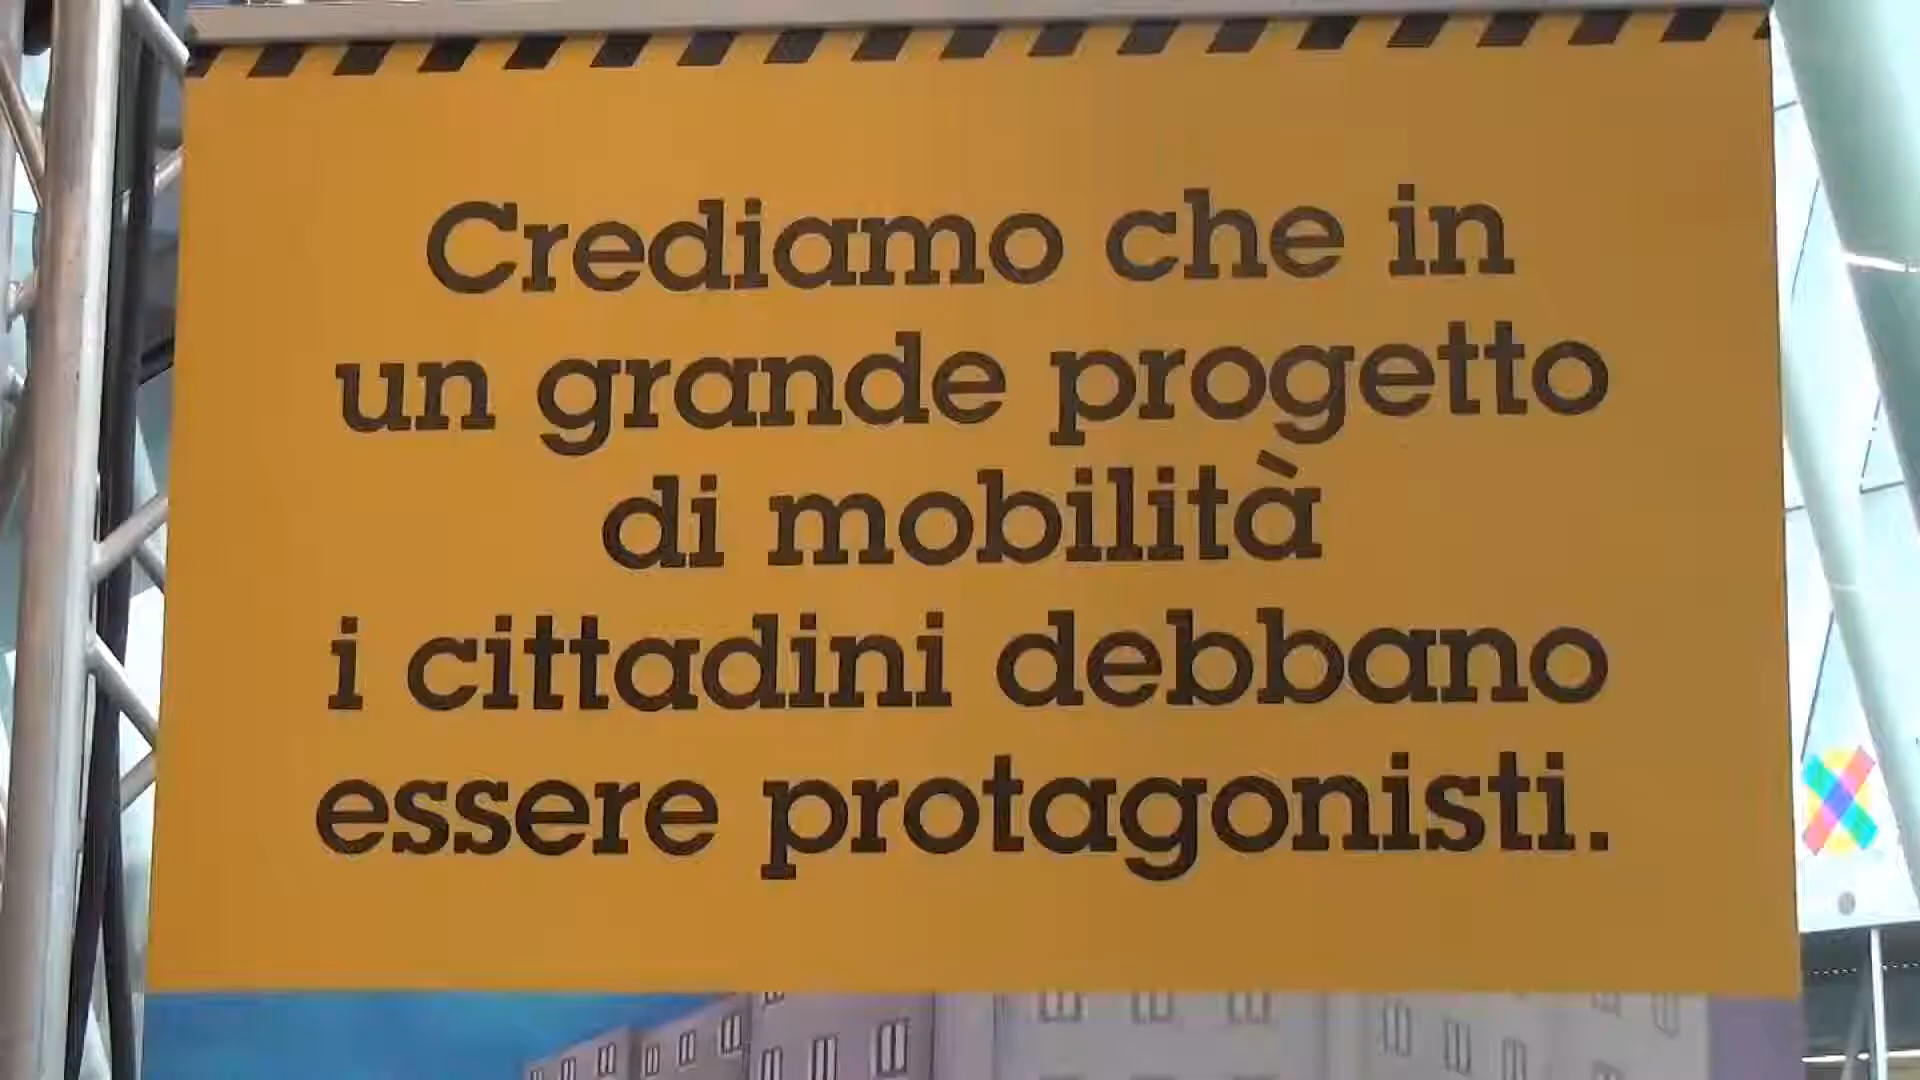 Crediamo che in
un grande progetto
di mobilità
i cittadini debbano
essere protagonisti.